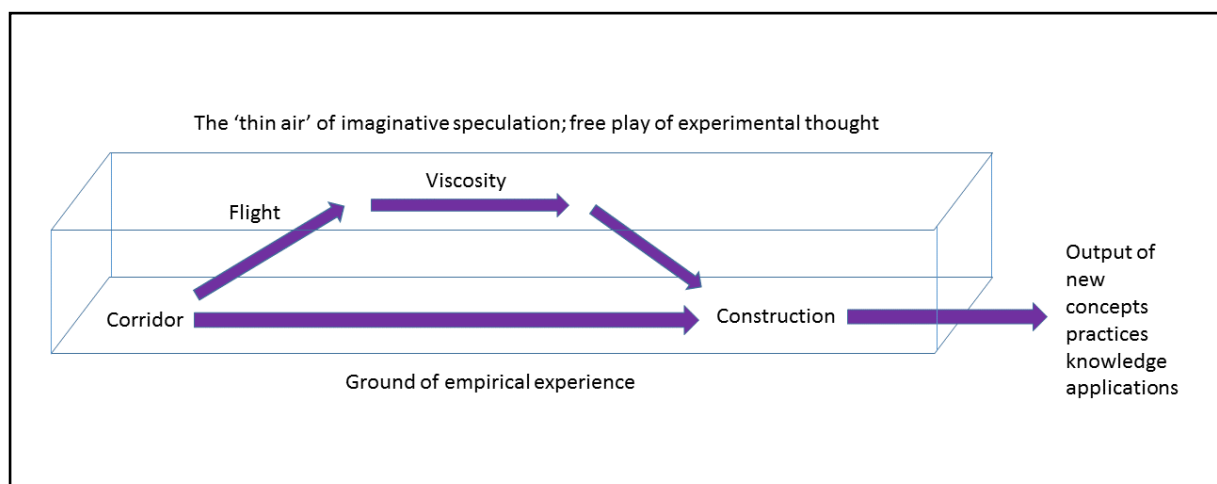 The ‘thin air’ of imaginative speculation; free play of experimental thought
Viscosity
Flight
Corridor
Construction
Output of
new
concepts
practices
knowledge
applications
Ground of empirical experience